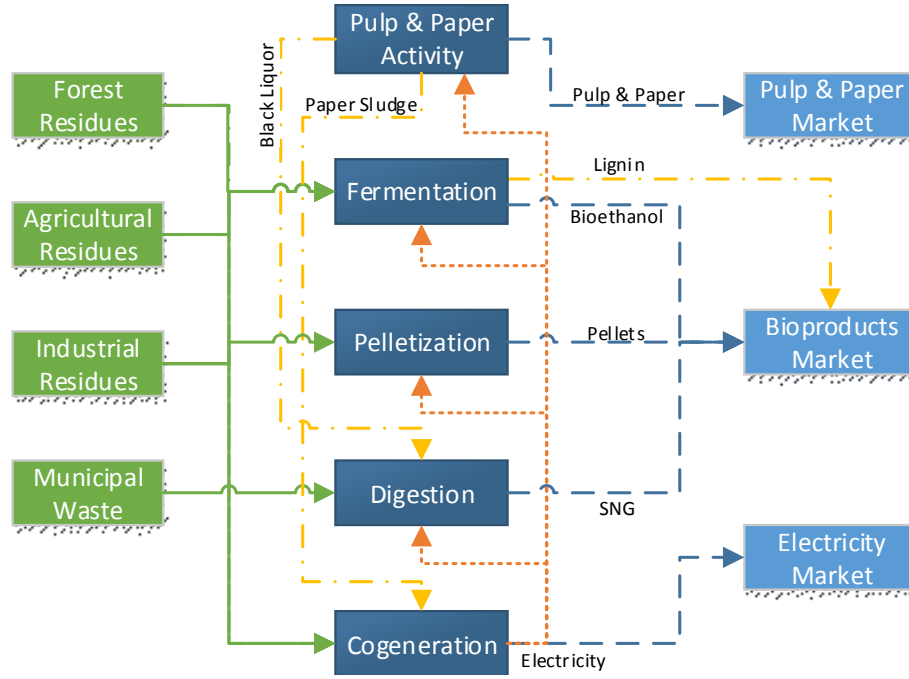 Pulp & Paper
Activity
Black Liquor
Forest
Residues
Paper Sludge
Pulp & Paper
Pulp & Paper
Market
Fermentation
Lignin
Bioethanol
Agricultural
Residues
Industrial
Residues
Pelletization
Pellets
Bioproducts
Market
Municipal
Waste
Digestion
SNG
Electricity
Market
Cogeneration
Electricity